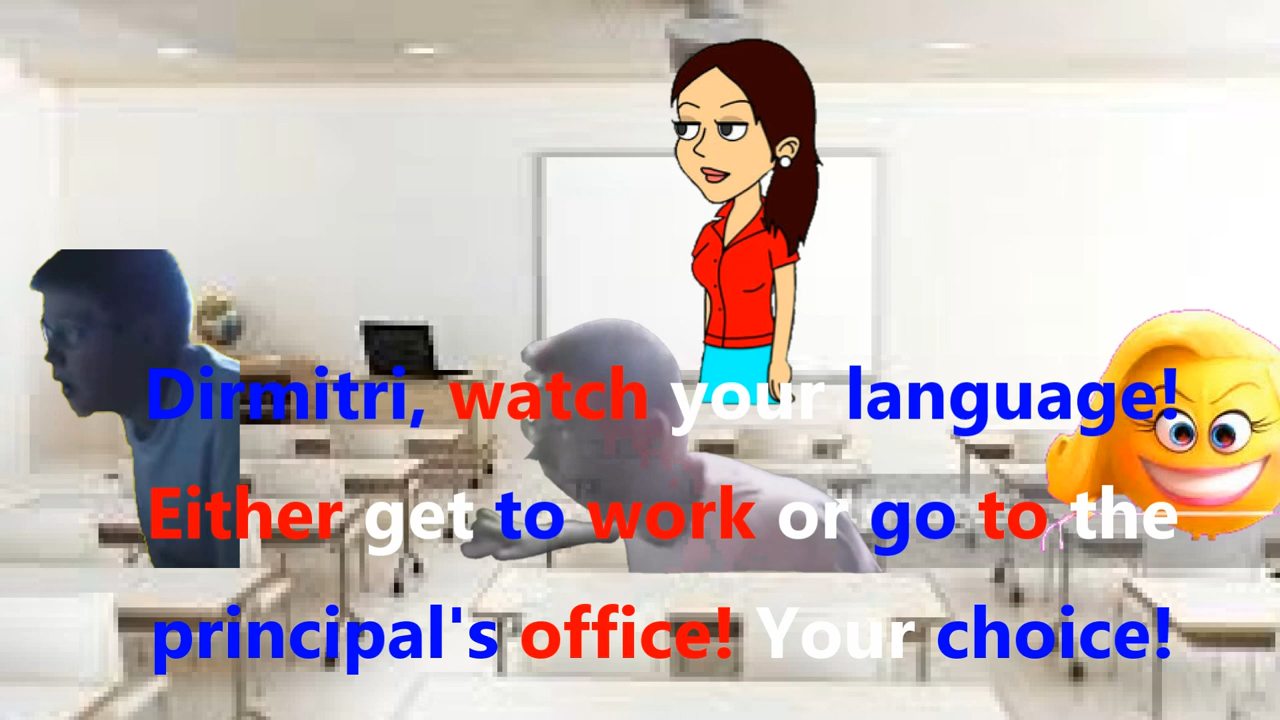 Dirmitri, watch your language!
Either get to work or go to the
principal's office! Your choice!